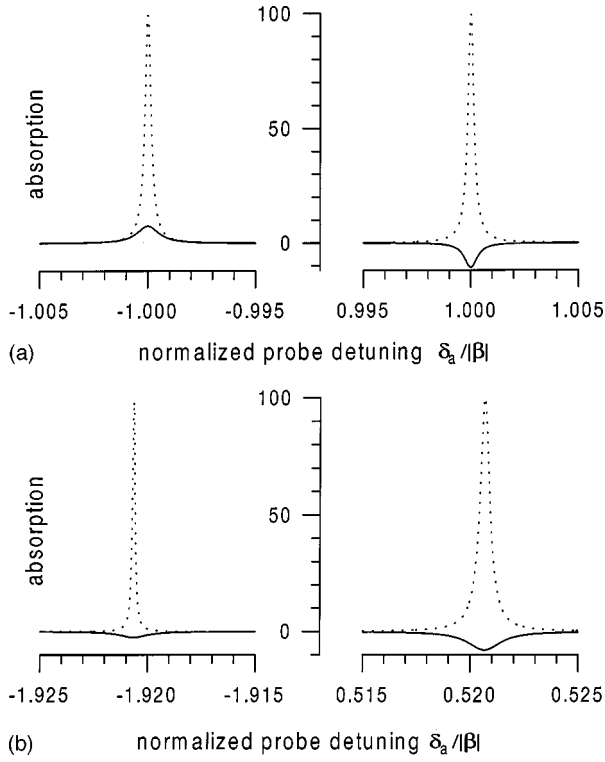 100
absorption
50
0
-1.005 -1.000 -0.995 0.995 1.000 1.005
(a) normalized probe detuning δa/|β|
100
absorption
50
0
-1.925 -1.920 -1.915 0.515 0.520 0.525
(b) normalized probe detuning δa/|β|